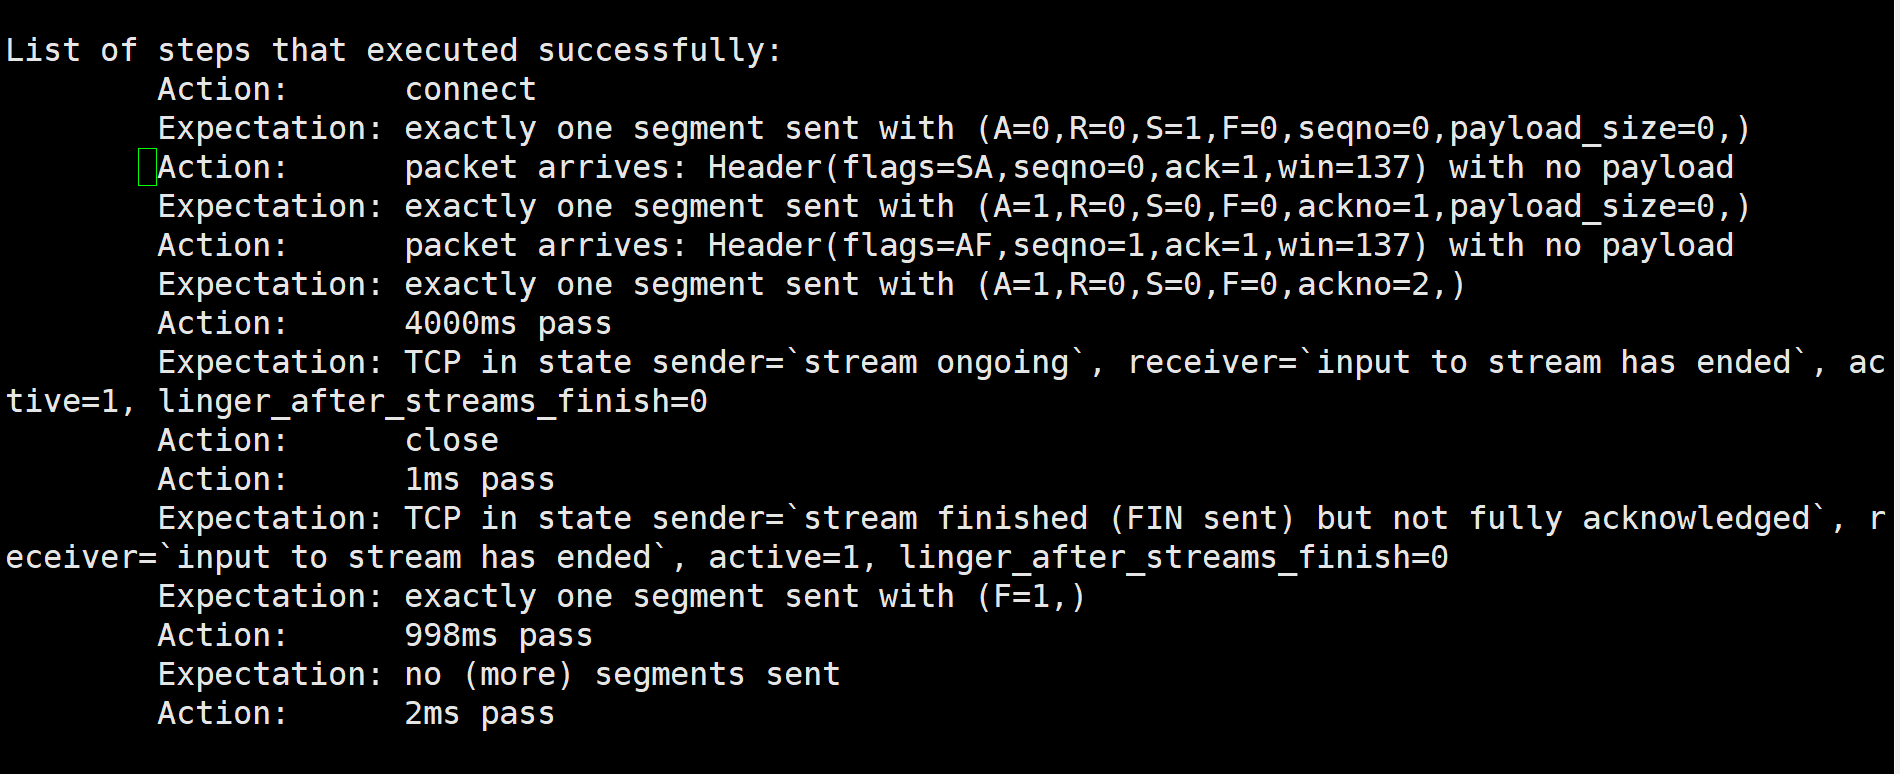 List of steps that executed successfully:
Action:      connect
Expectation: exactly one segment sent with (A=0,R=0,S=1,F=0,seqno=0,payload_size=0,)
Action:      packet arrives: Header(flags=SA,seqno=0,ack=1,win=137) with no payload
Expectation: exactly one segment sent with (A=1,R=0,S=0,F=0,ackno=1,payload_size=0,)
Action:      packet arrives: Header(flags=AF,seqno=1,ack=1,win=137) with no payload
Expectation: exactly one segment sent with (A=1,R=0,S=0,F=0,ackno=2,)
Action:      4000ms pass
Expectation: TCP in state sender=`stream ongoing`, receiver=`input to stream has ended`, ac
tive=1, linger_after_streams_finish=0
Action:      close
Action:      1ms pass
Expectation: TCP in state sender=`stream finished (FIN sent) but not fully acknowledged`, r
eceiver=`input to stream has ended`, active=1, linger_after_streams_finish=0
Expectation: exactly one segment sent with (F=1,)
Action:      998ms pass
Expectation: no (more) segments sent
Action:      2ms pass